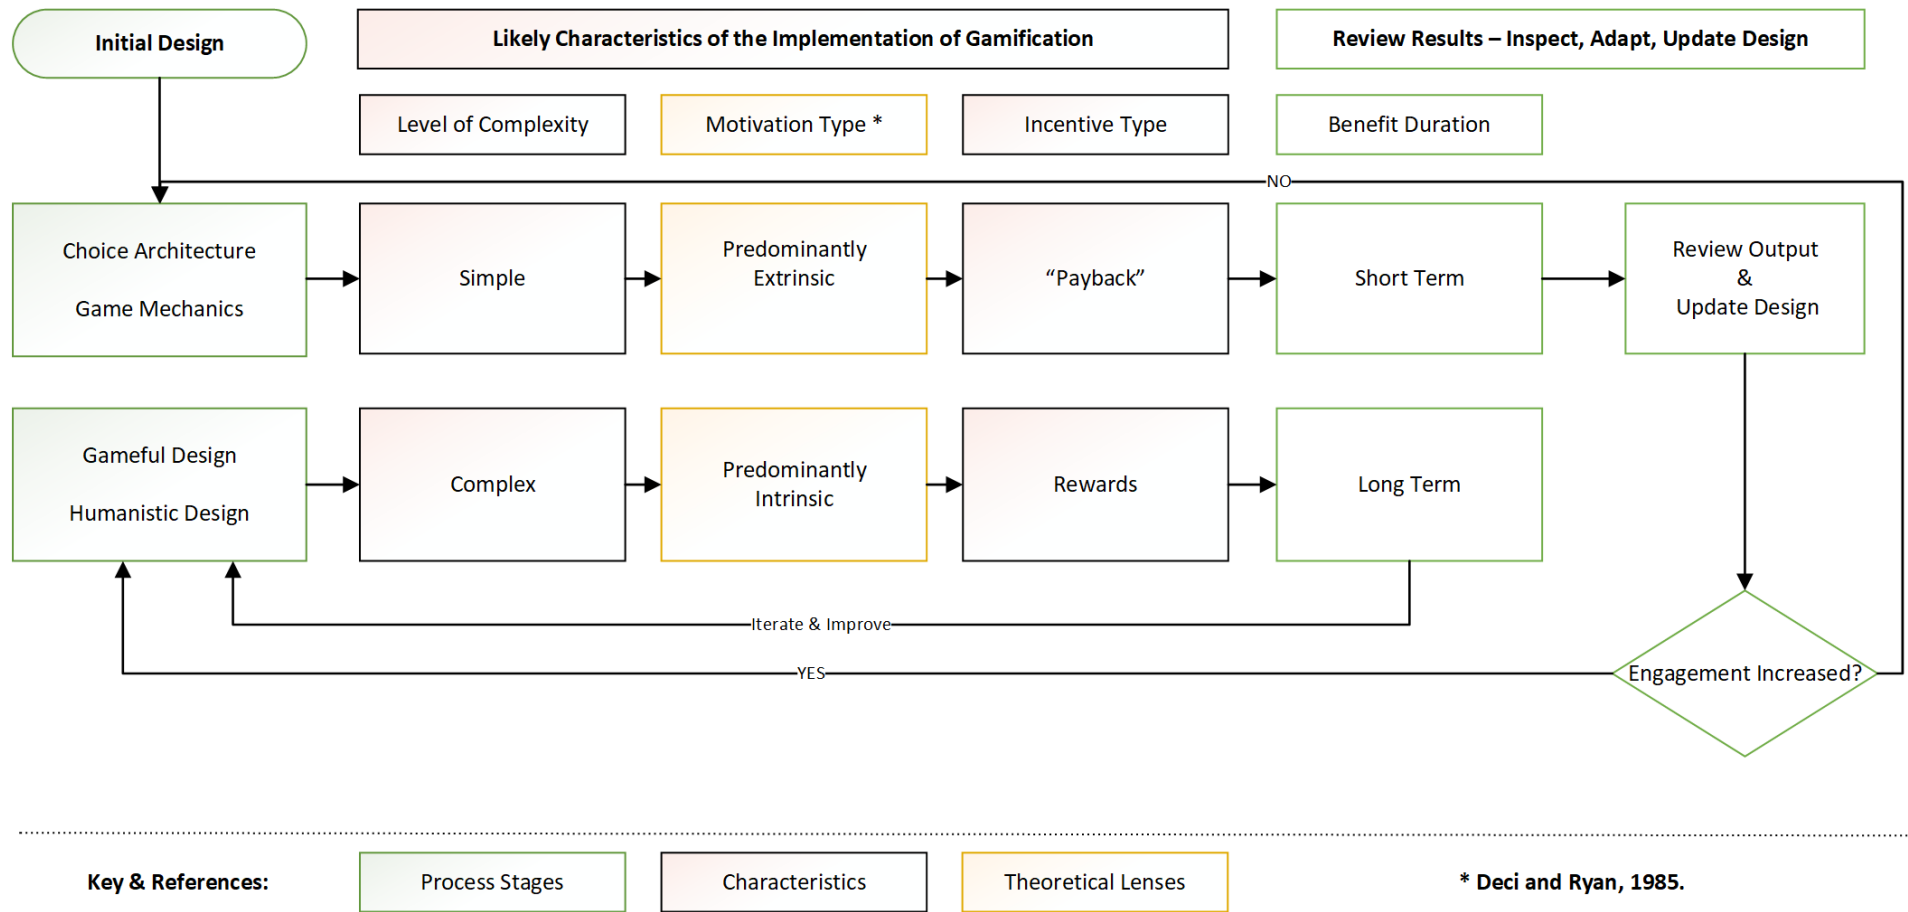 Initial Design
Likely Characteristics of the Implementation of Gamification
Review Results – Inspect, Adapt, Update Design
Level of Complexity
Motivation Type *
Incentive Type
Benefit Duration
NO
Choice Architecture
Game Mechanics
Simple
Predominantly
Extrinsic
“Payback”
Short Term
Review Output
&
Update Design
Gameful Design
Humanistic Design
Complex
Predominantly
Intrinsic
Rewards
Long Term
Iterate & Improve
YES
Engagement Increased?
Key & References:
Process Stages
Characteristics
Theoretical Lenses
* Deci and Ryan, 1985.